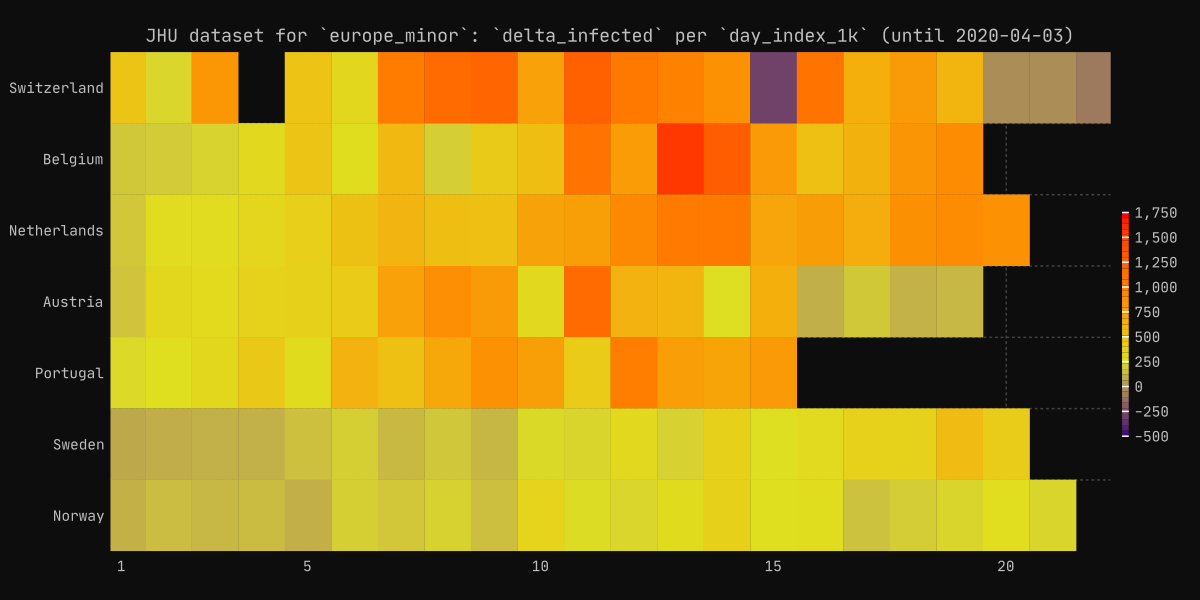 JHU dataset for `europe_minor`: `delta_infected` per `day_index_1k` (until 2020-04-03)
Switzerland
Belgium
Netherlands
Austria
Portugal
Sweden
Norway
1 5 10 15 20
1,750
1,500
1,250
1,000
750
500
250
0
−250
−500